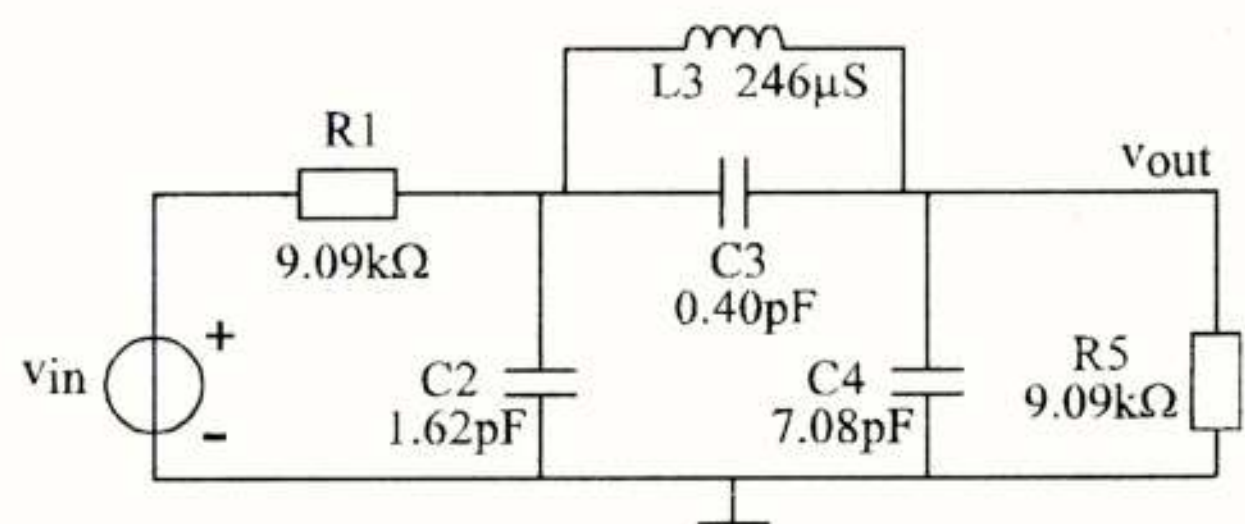 L3 246μS
R1
9.09kΩ
vout
C3
0.40pF
vin
+
-
C2
1.62pF
C4
7.08pF
R5
9.09kΩ